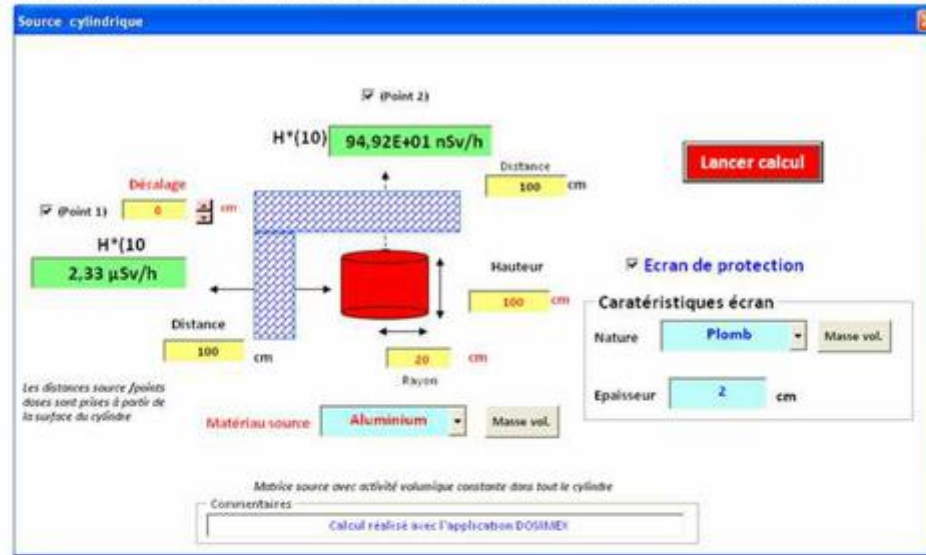 Source cylindrique
(Point 2)
H*(10) 94,92E+01 nSv/h
Lancer calcul
Distance
100 cm
Décalage
(Point 1) 0 cm
H*(10
2,33 µSv/h
Hauteur
100 cm
Ecran de protection
Caratéristiques écran
Nature Plomb Masse vol.
Epaisseur 2 cm
Distance
100 cm
20 cm
Rayon
Les distances source /points
doses sont prises à partir de
la surface du cylindre
Matériau source Aluminium Masse vol.
Matrice source avec activité volumique constante dans tout le cylindre
Commentaires
Calcul réalisé avec l'application DOSIMEX